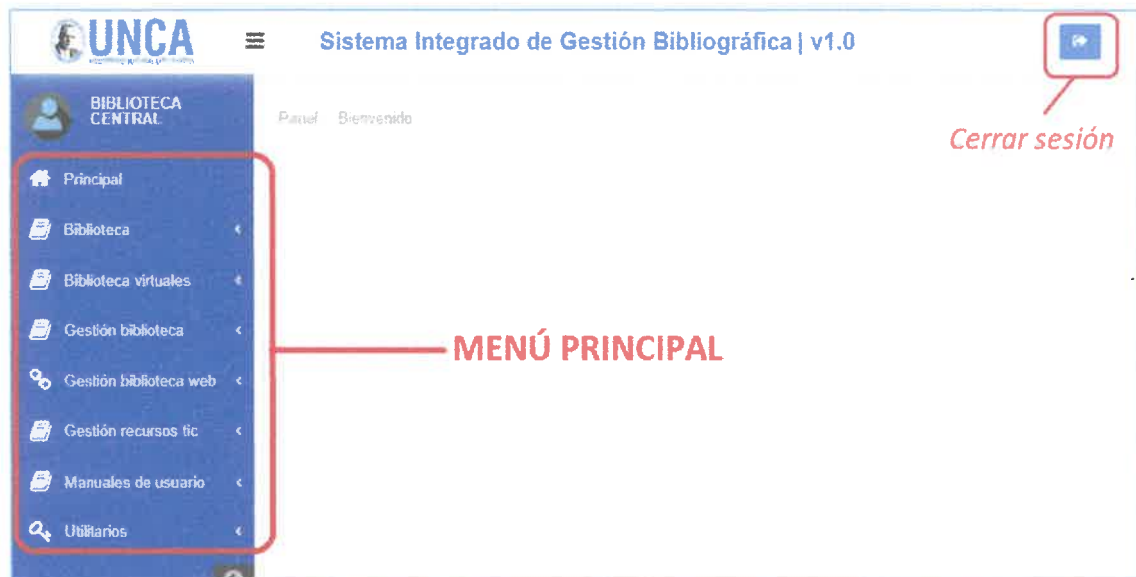 UNCA
Sistema Integrado de Gestión Bibliográfica | v1.0
BIBLIOTECA
CENTRAL
Panel Bienvenido
Cerrar sesión
Principal
Biblioteca
Biblioteca virtuales
Gestión biblioteca
MENÚ PRINCIPAL
Gestión biblioteca web
Gestión recursos tic
Manuales de usuario
Utilitarios